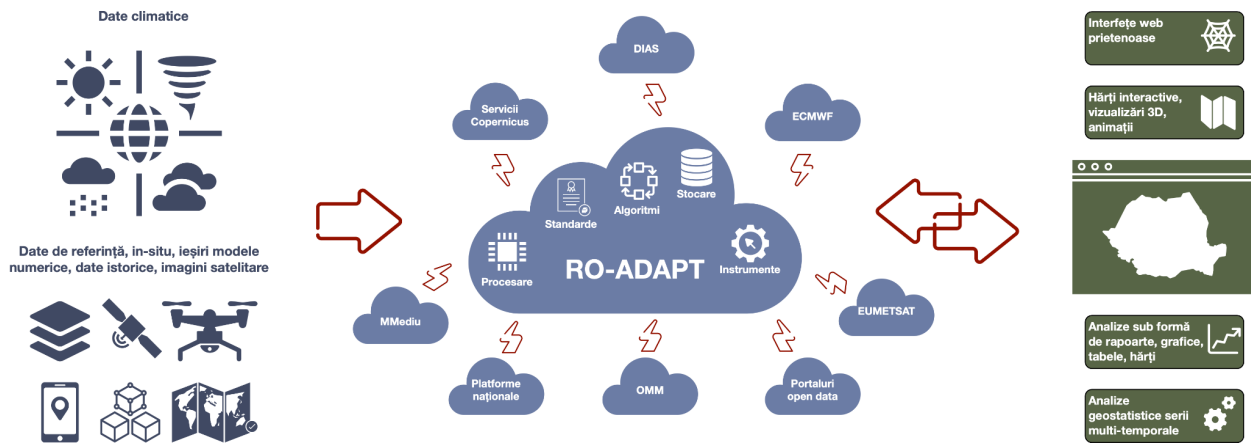 Date climatice
Date de referință, in-situ, ieșiri modele
numerice, date istorice, imagini satelitare
DIAS
Servicii
Copernicus
ECMWF
Stocare
Algoritmi
Standarde
Instrumente
Procesare
RO-ADAPT
MMediu
EUMETSAT
Platforme
naționale
OMM
Portaluri
open data
Interfețe web
prietenoase
Hărți interactive,
vizualizări 3D,
animații
Analize sub formă
de rapoarte, grafice,
tabele, hărți
Analize
geostatistice serii
multi-temporale